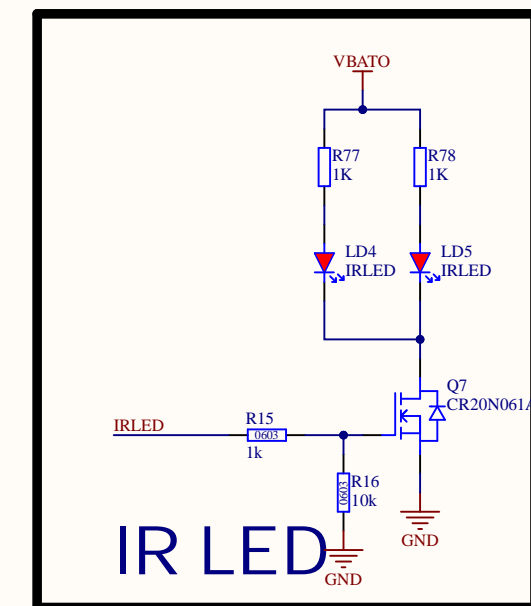 VBATO
R77
1K
R78
1K
LD4
IRLED
LD5
IRLED
Q7
CR20N061A
IRLED
R15
0603
1k
R16
0603
10k
GND
IR LED
GND